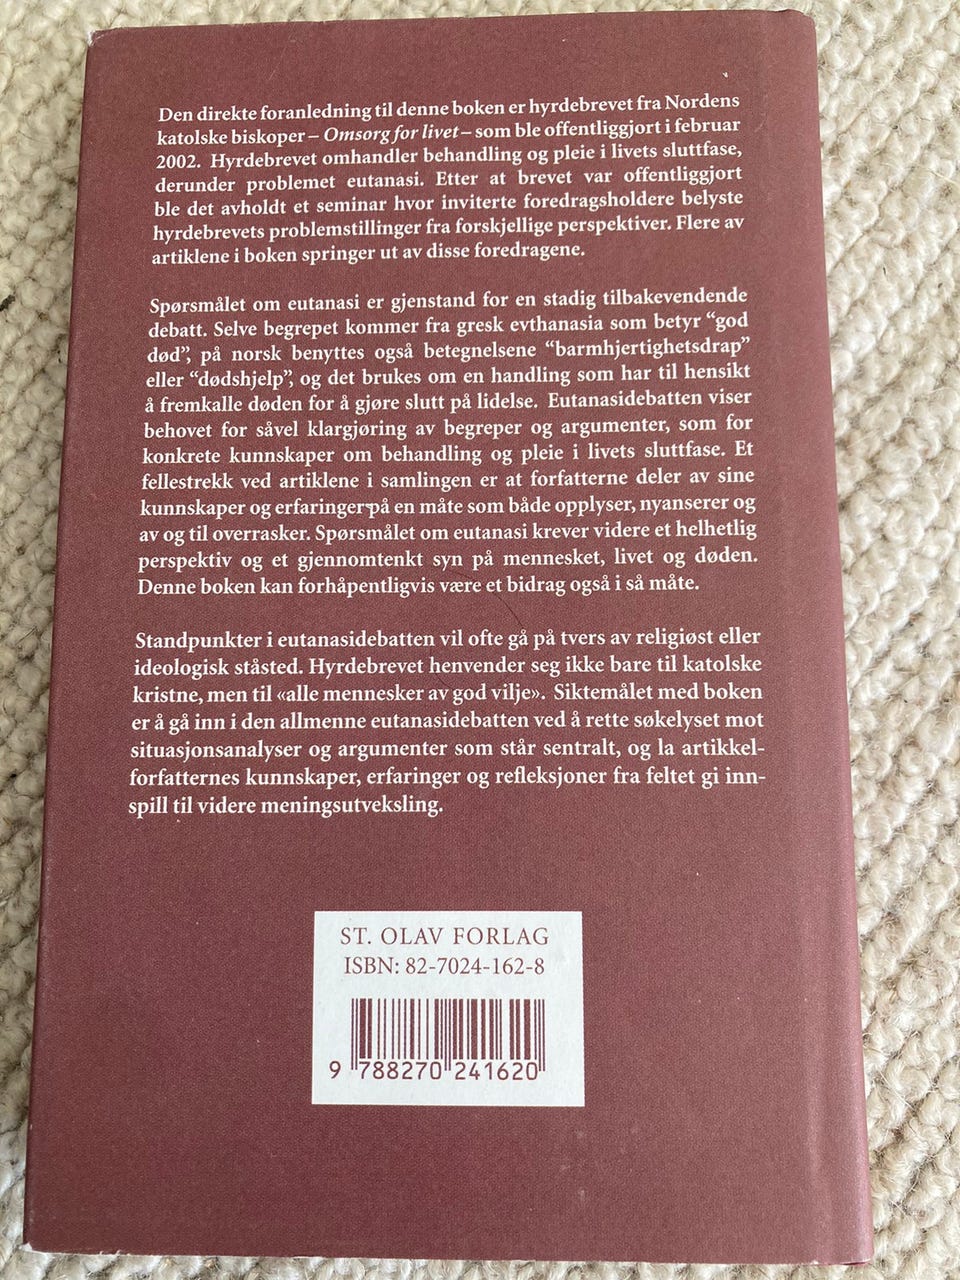 Den direkte foranledning til denne boken er hyrdebrevet fra Nordens
katolske biskoper – Omsorg for livet – som ble offentliggjort i februar
2002. Hyrdebrevet omhandler behandling og pleie i livets sluttfase,
derunder problemet eutanasi. Etter at brevet var offentliggjort
ble det avholdt et seminar hvor inviterte foredragsholdere belyste
hyrdebrevets problemstillinger fra forskjellige perspektiver. Flere av
artiklene i boken springer ut av disse foredragene.
Spørsmålet om eutanasi er gjenstand for en stadig tilbakevendende
debatt. Selve begrepet kommer fra gresk evthanasia som betyr “god
død”, på norsk benyttes også betegnelsene “barmhjertighetsdrap”
eller “dødshjelp”, og det brukes om en handling som har til hensikt
å fremkalle døden for å gjøre slutt på lidelse. Eutanasidebatten viser
behovet for såvel klargjøring av begreper og argumenter, som for
konkrete kunnskaper om behandling og pleie i livets sluttfase. Et
fellestrekk ved artiklene i samlingen er at forfatterne deler av sine
kunnskaper og erfaringer på en måte som både opplyser, nyanserer og
av og til overrasker. Spørsmålet om eutanasi krever videre et helhetlig
perspektiv og et gjennomtenkt syn på mennesket, livet og døden.
Denne boken kan forhåpentligvis være et bidrag også i så måte.
Standpunkter i eutanasidebatten vil ofte gå på tvers av religiøst eller
ideologisk ståsted. Hyrdebrevet henvender seg ikke bare til katolske
kristne, men til «alle mennesker av god vilje». Siktemålet med boken
er å gå inn i den allmenne eutanasidebatten ved å rette søkelyset mot
situasjonsanalyser og argumenter som står sentralt, og la artikkel-
forfatternes kunnskaper, erfaringer og refleksjoner fra feltet gi inn-
spill til videre meningsutveksling.
ST. OLAV FORLAG
ISBN: 82-7024-162-8
9 788270 241620